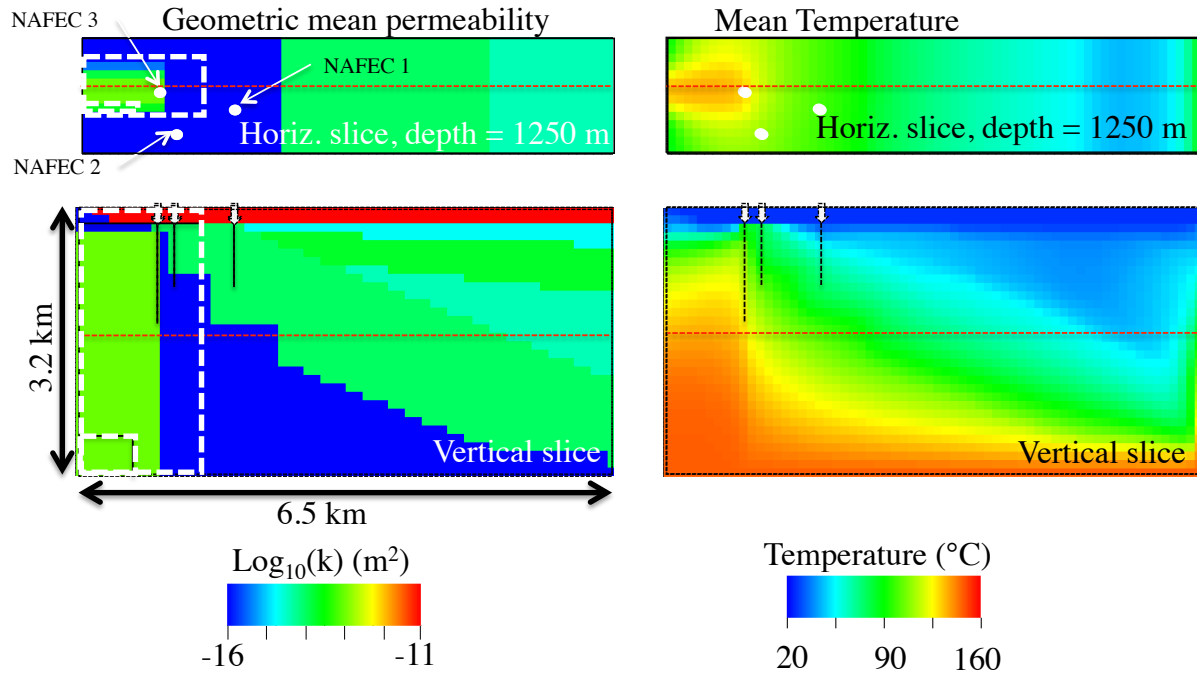 NAFEC 3
Geometric mean permeability
Mean Temperature
NAFEC 1
Horiz. slice, depth = 1250 m
Horiz. slice, depth = 1250 m
NAFEC 2
3.2 km
Vertical slice
Vertical slice
6.5 km
Log₁₀(k) (m²)
Temperature (°C)
-16
-11
20
90
160